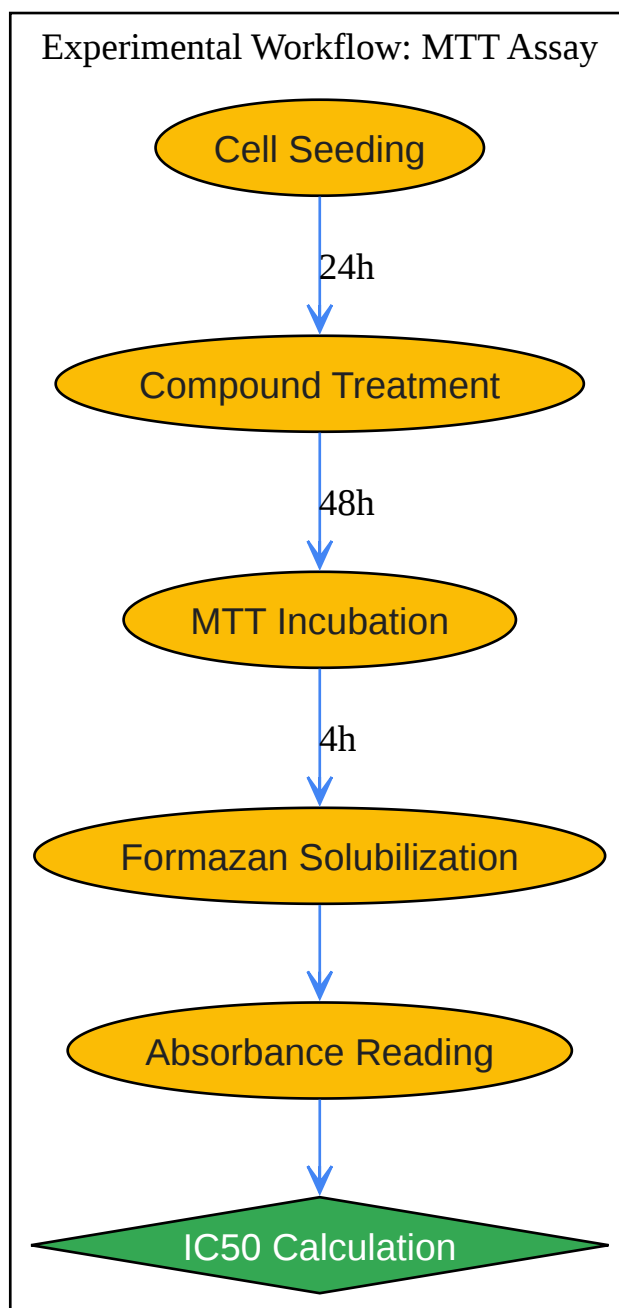 Experimental Workflow: MTT Assay
Cell Seeding
24h
Compound Treatment
48h
MTT Incubation
4h
Formazan Solubilization
Absorbance Reading
IC50 Calculation